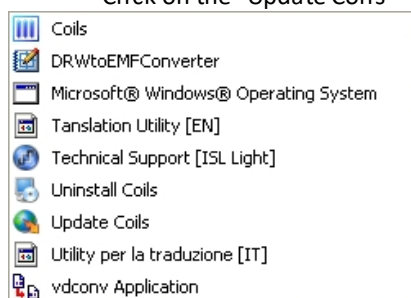 Click on the "Update Coils"
Coils
DRWtoEMFConverter
Microsoft® Windows® Operating System
Tanslation Utility [EN]
Technical Support [ISL Light]
Uninstall Coils
Update Coils
Utility per la traduzione [IT]
vdconv Application